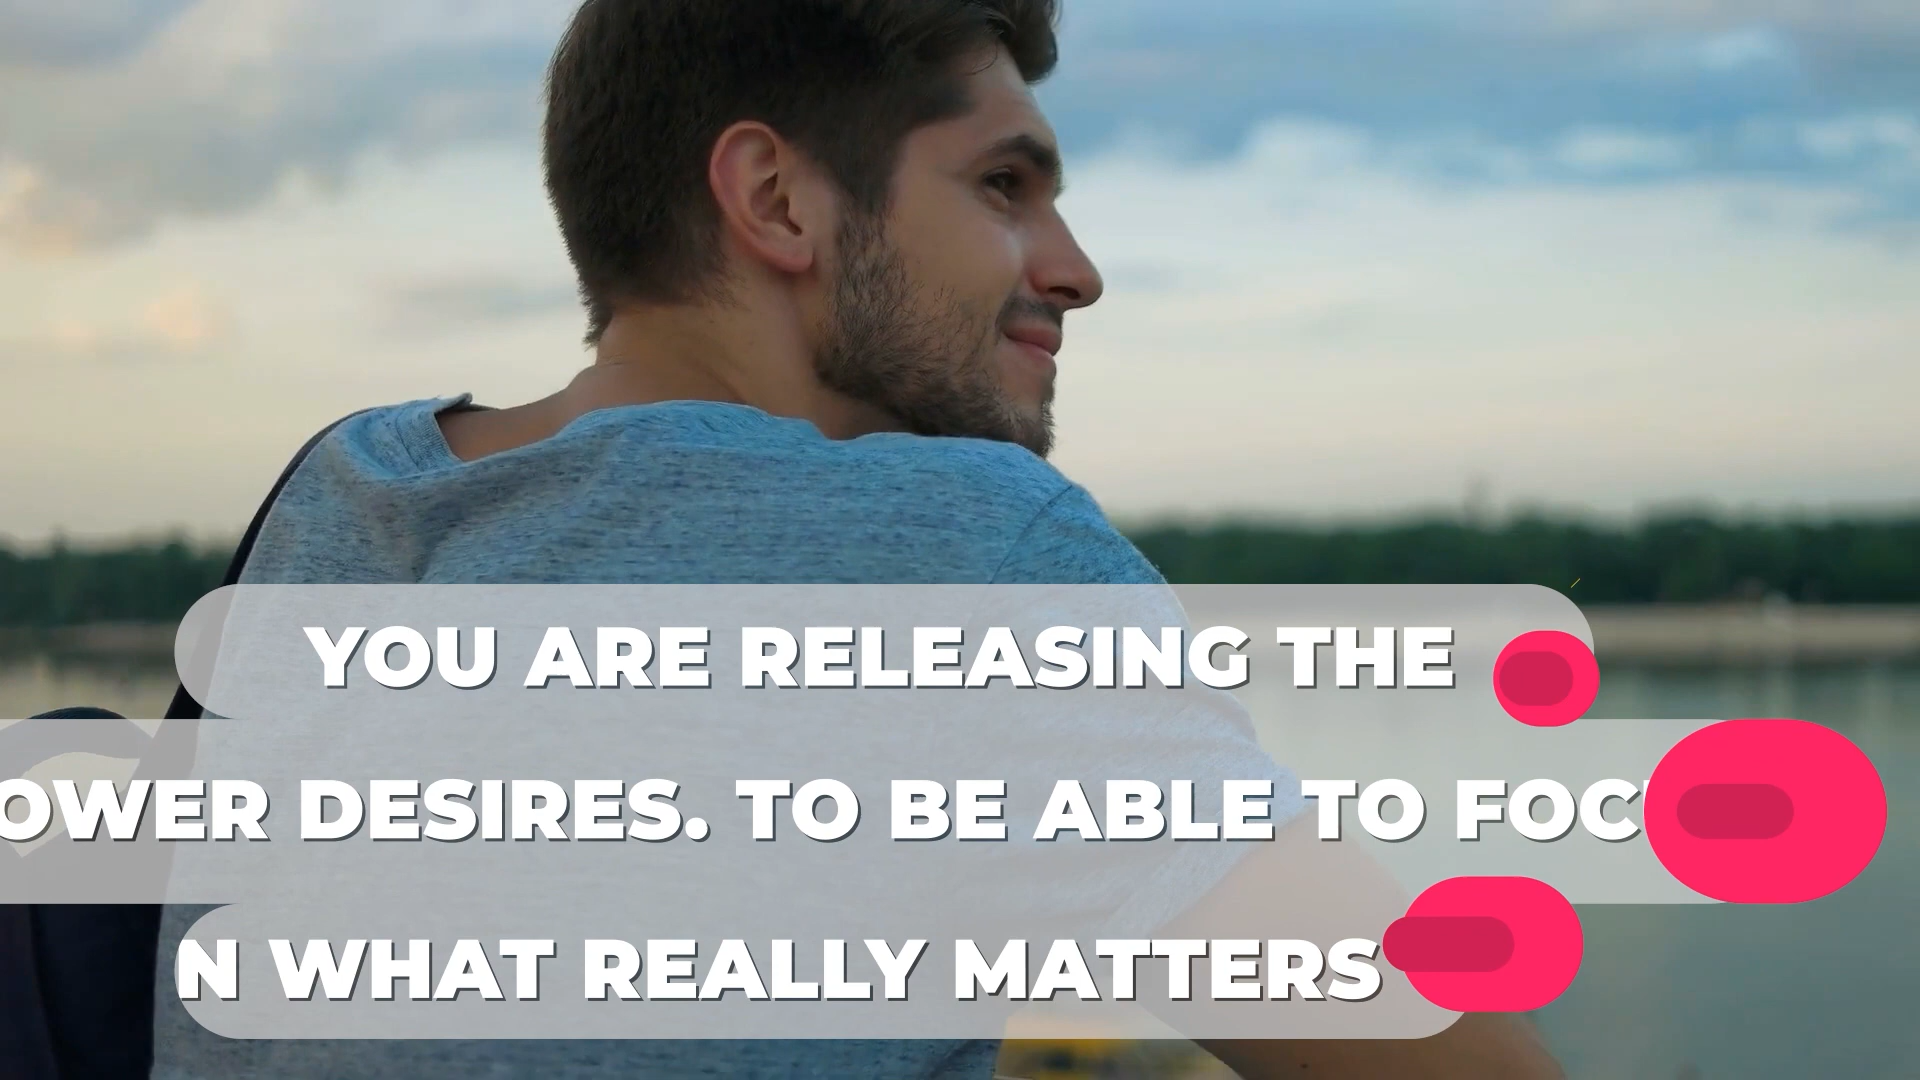 YOU ARE RELEASING THE
OWER DESIRES. TO BE ABLE TO FOC
N WHAT REALLY MATTERS